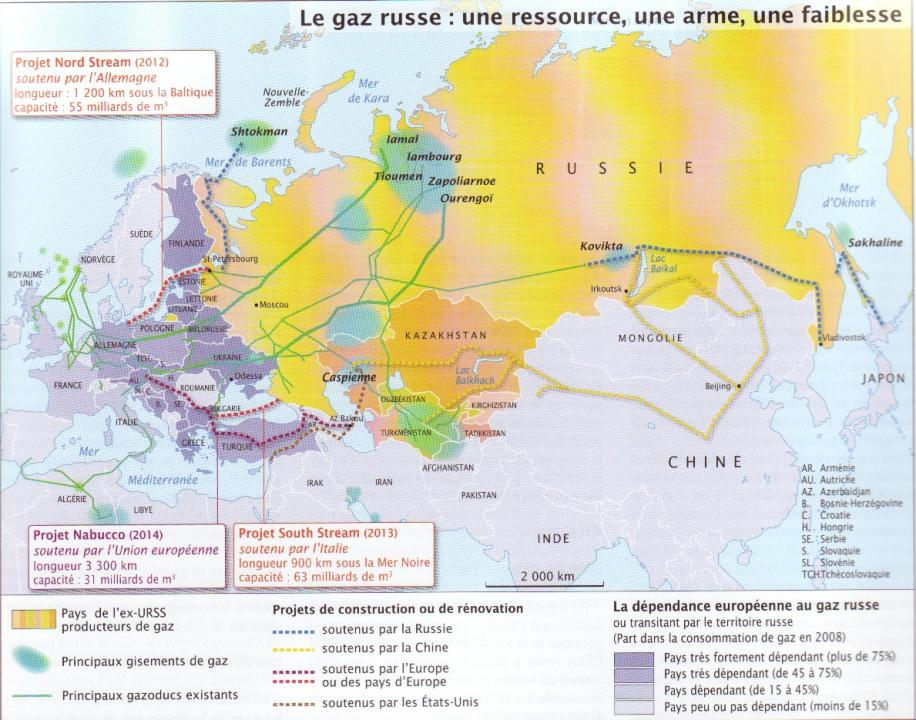 Le gaz russe : une ressource, une arme, une faiblesse
Projet Nord Stream (2012)
soutenu par l'Allemagne
longueur : 1 200 km sous la Baltique
capacité : 55 milliards de m³
Nouvelle-
Zemble
Mer
de Kara
Shtokman
Mer de Barents
Iamal
Iambourg
Tioumen
Zapoliarnoe
Ourengoï
RUSSIE
Mer
d'Okhotsk
Sakhaline
SUÈDE
FINLANDE
NORVÈGE
St-Pétersbourg
ROYAUME-
UNI
ESTONIE
LETTONIE
LITUANIE
Moscou
Kovikta
Lac
Baïkal
Irkoutsk
POLOGNE
BIÉLORUSSIE
ALLEMAGNE
TCH.
UKRAINE
KAZAKHSTAN
MONGOLIE
Vladivostok
FRANCE
AU.
H.
SL.
C.
ROUMANIE
Odessa
Caspienne
Lac
Balkhach
Beijing
JAPON
B.
SE.
BULGARIE
OUZBÉKISTAN
KIRGHIZISTAN
ITALIE
AZ.
Bakou
AR.
GRÈCE
TURQUIE
TURKMÉNISTAN
TADJIKISTAN
Mer
Méditerranée
CHINE
AFGHANISTAN
IRAK
IRAN
PAKISTAN
ALGÉRIE
LIBYE
INDE
AR. Arménie
AU. Autriche
AZ. Azerbaïdjan
B. Bosnie-Herzégovine
C. Croatie
H. Hongrie
SE. Serbie
S. Slovaquie
SL. Slovénie
TCH.Tchécoslovaquie
Projet Nabucco (2014)
soutenu par l'Union européenne
longueur 3 300 km
capacité : 31 milliards de m³
Projet South Stream (2013)
soutenu par l'Italie
longueur 900 km sous la Mer Noire
capacité : 63 milliards de m³
2 000 km
Pays de l'ex-URSS
producteurs de gaz
Principaux gisements de gaz
Principaux gazoducs existants
Projets de construction ou de rénovation
soutenus par la Russie
soutenus par la Chine
soutenus par l'Europe
ou des pays d'Europe
soutenus par les États-Unis
La dépendance européenne au gaz russe
ou transitant par le territoire russe
(Part dans la consommation de gaz en 2008)
Pays très fortement dépendant (plus de 75%)
Pays très dépendant (de 45 à 75%)
Pays dépendant (de 15 à 45%)
Pays peu ou pas dépendant (moins de 15%)